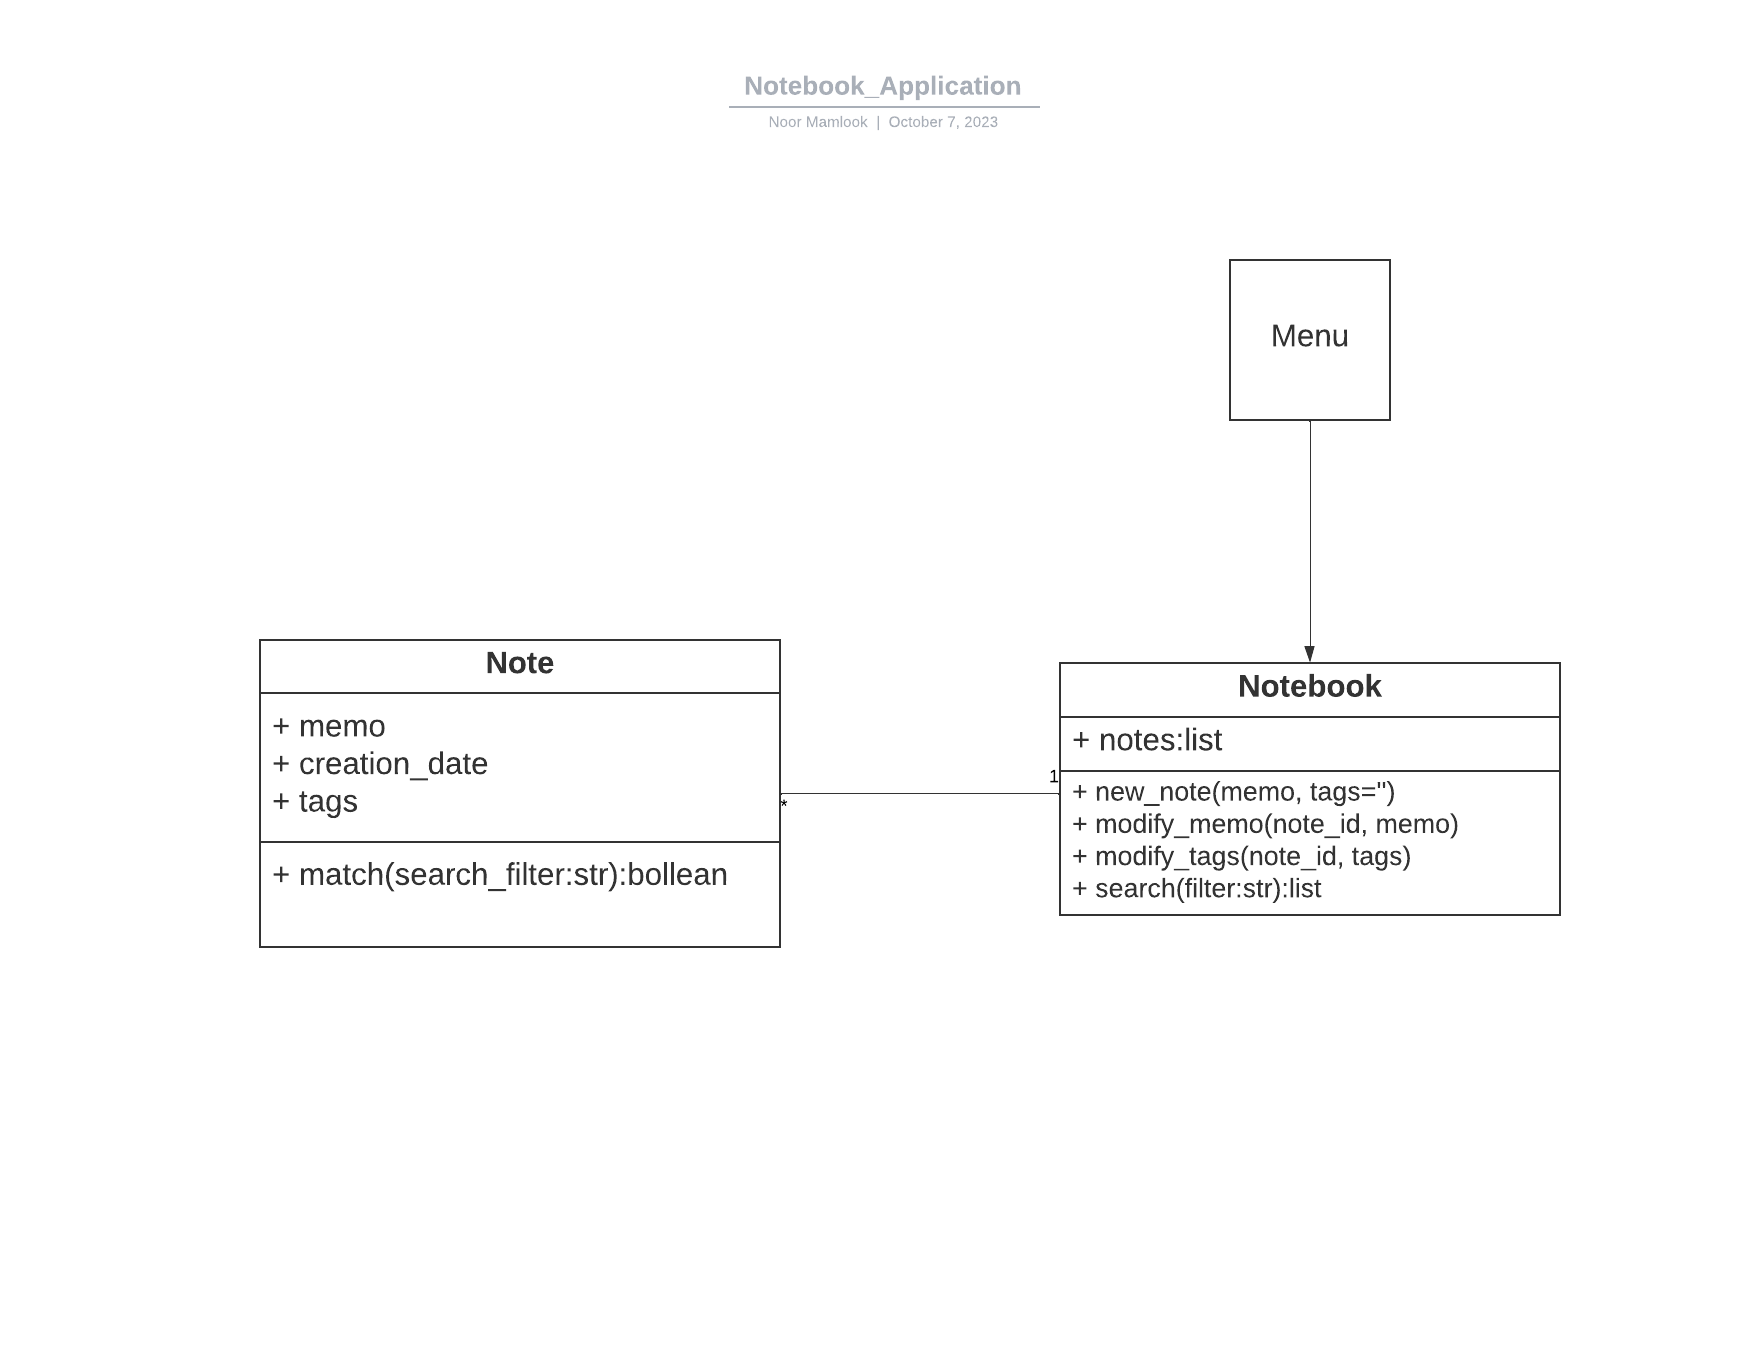 Notebook_Application
Noor Mamlook | October 7, 2023
Menu
Note
+ memo
+ creation_date
+ tags
+ match(search_filter:str):bollean
*
1
Notebook
+ notes:list
+ new_note(memo, tags='')
+ modify_memo(note_id, memo)
+ modify_tags(note_id, tags)
+ search(filter:str):list